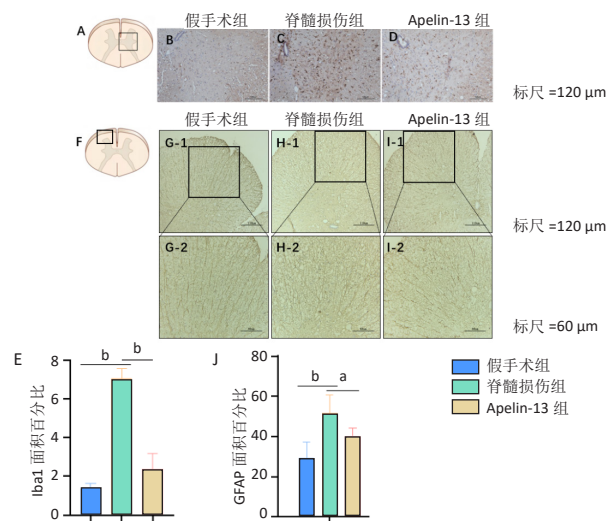 假手术组 脊髓损伤组 Apelin-13 组
A B C D
标尺 =120 μm
假手术组 脊髓损伤组 Apelin-13 组
F G-1 H-1 I-1
标尺 =120 μm
G-2 H-2 I-2
标尺 =60 μm
E
b b
8
6
4
2
0
Iba1 面积百分比
J
b a
80
60
40
20
0
GFAP 面积百分比
假手术组
脊髓损伤组
Apelin-13 组